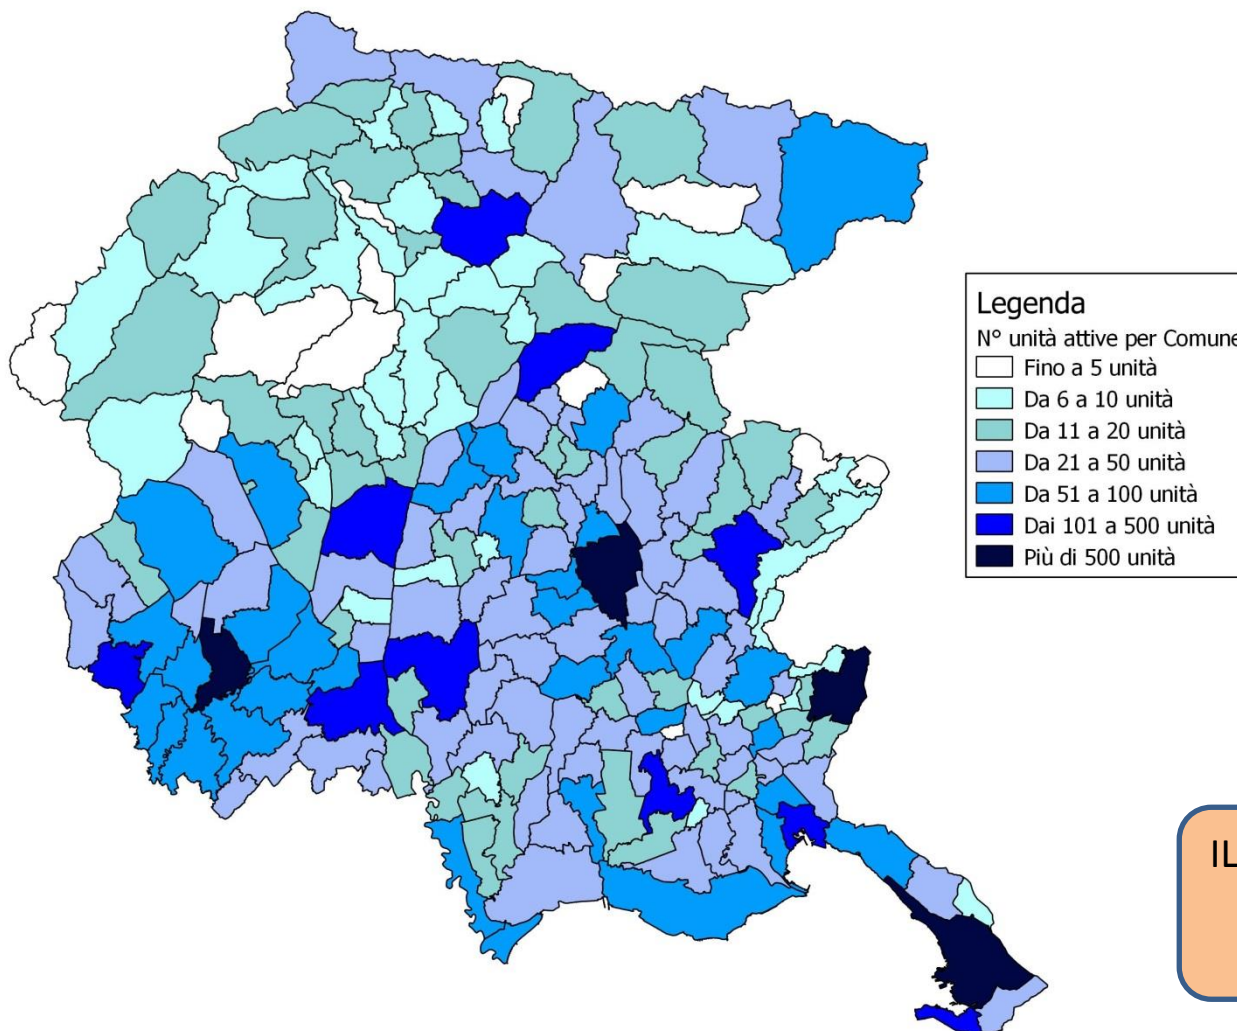 Legenda
N° unità attive per Comune
Fino a 5 unità
Da 6 a 10 unità
Da 11 a 20 unità
Da 21 a 50 unità
Da 51 a 100 unità
Dai 101 a 500 unità
Più di 500 unità
IL